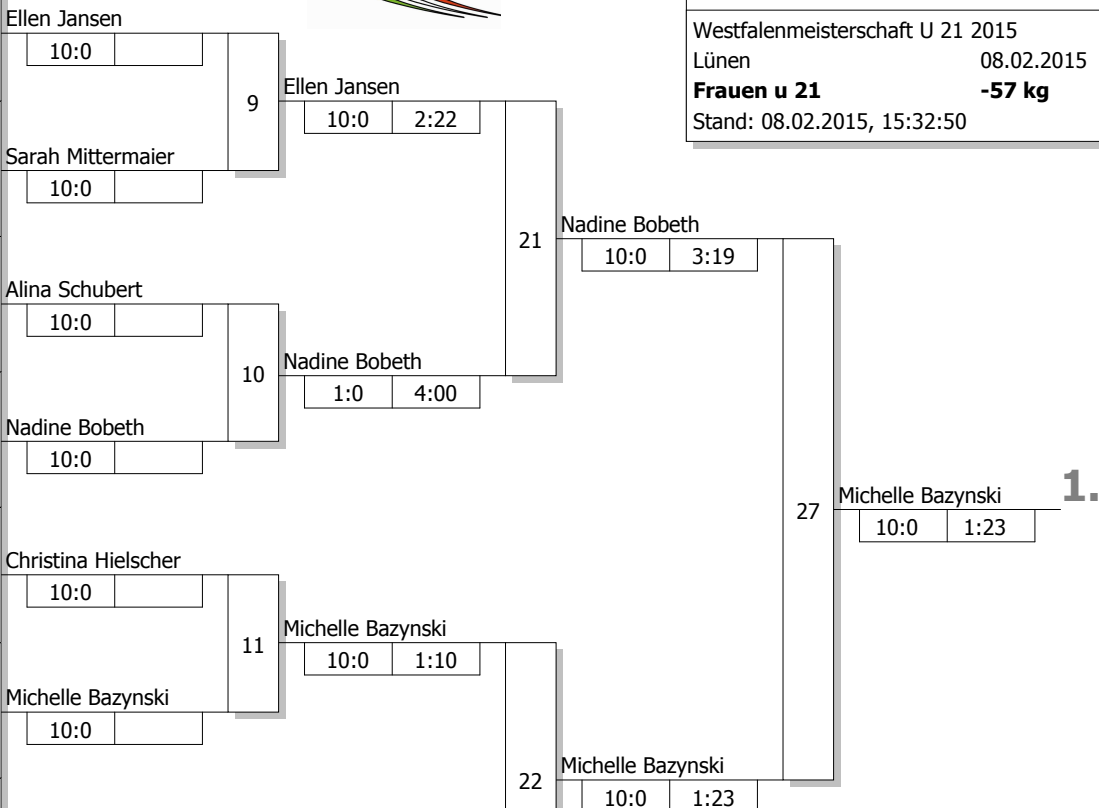 Westfalenmeisterschaft U 21 2015
Lünen 08.02.2015
Frauen u 21 -57 kg
Stand: 08.02.2015, 15:32:50
Ellen Jansen
10:0
9
Sarah Mittermaier
10:0
Ellen Jansen
10:0 2:22
Alina Schubert
10:0
10
Nadine Bobeth
10:0
Nadine Bobeth
1:0 4:00
21
Nadine Bobeth
10:0 3:19
Christina Hielscher
10:0
11
Michelle Bazynski
10:0
Michelle Bazynski
10:0 1:10
22
Michelle Bazynski
10:0 1:23
27
Michelle Bazynski 1.
10:0 1:23